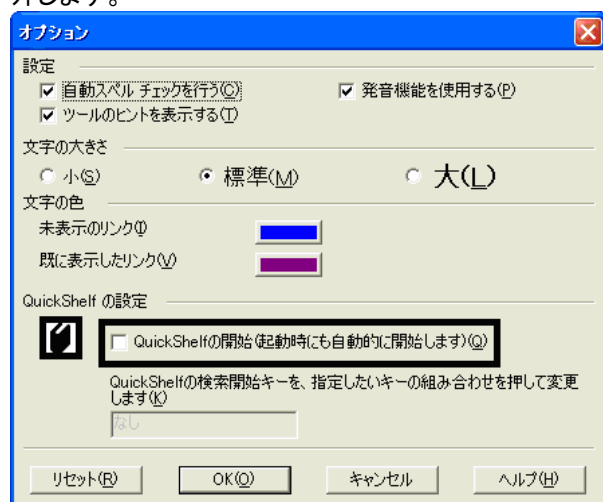 介します。
オプション
設定
自動スペル チェックを行う(C)
発音機能を使用する(P)
ツールのヒントを表示する(T)
文字の大きさ
小(S) 標準(M) 大(L)
文字の色
未表示のリンク(I)
既に表示したリンク(V)
QuickShelf の設定
QuickShelfの開始(起動時にも自動的に開始します)(Q)
QuickShelfの検索開始キーを、指定したいキーの組み合わせを押して変更
します(K)
なし
リセット(R) OK(O) キャンセル ヘルプ(H)